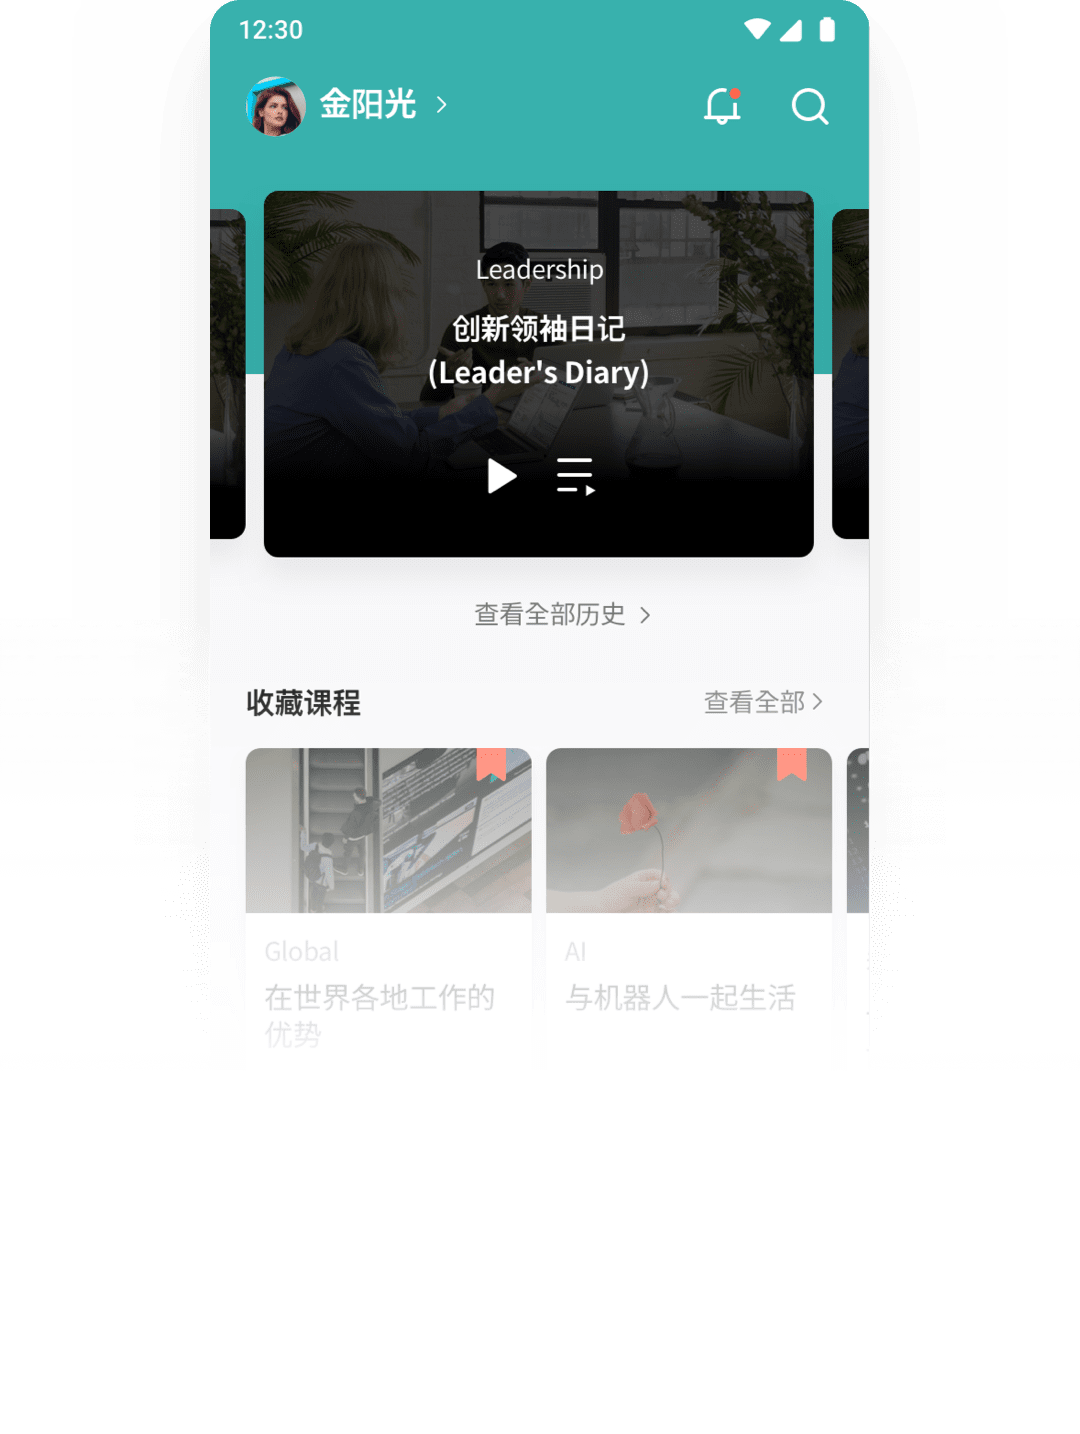 12:30
金阳光
Leadership
创新领袖日记
(Leader's Diary)
查看全部历史
收藏课程
查看全部
Global
AI
在世界各地工作的
优势
与机器人一起生活